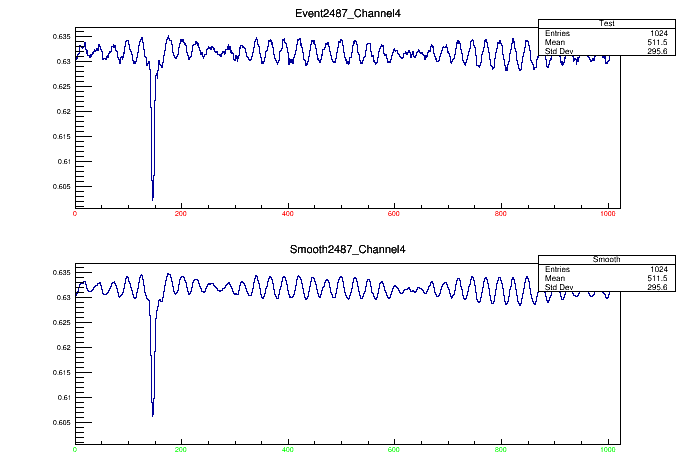 Event2487_Channel4
Test
Entries 1024
Mean 511.5
Std Dev 295.6
0.635
0.63
0.625
0.62
0.615
0.61
0.605
0 200 400 600 800 1000
Smooth2487_Channel4
Smooth
Entries 1024
Mean 511.5
Std Dev 295.6
0.635
0.63
0.625
0.62
0.615
0.61
0.605
0 200 400 600 800 1000